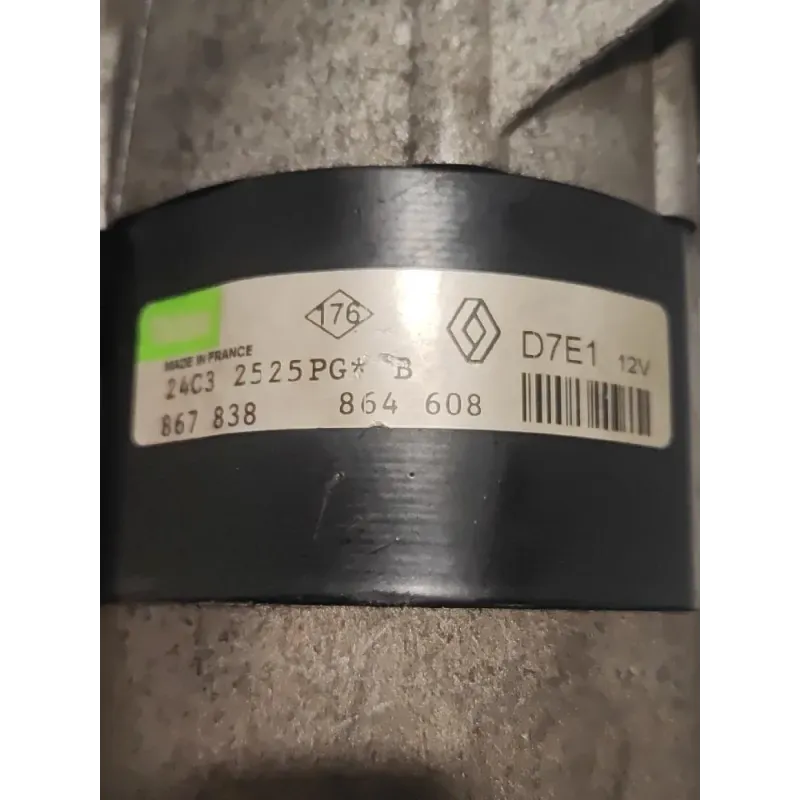 176
D7E1 12V
MADE IN FRANCE
24C3 2525PG* B
867 838 864 608